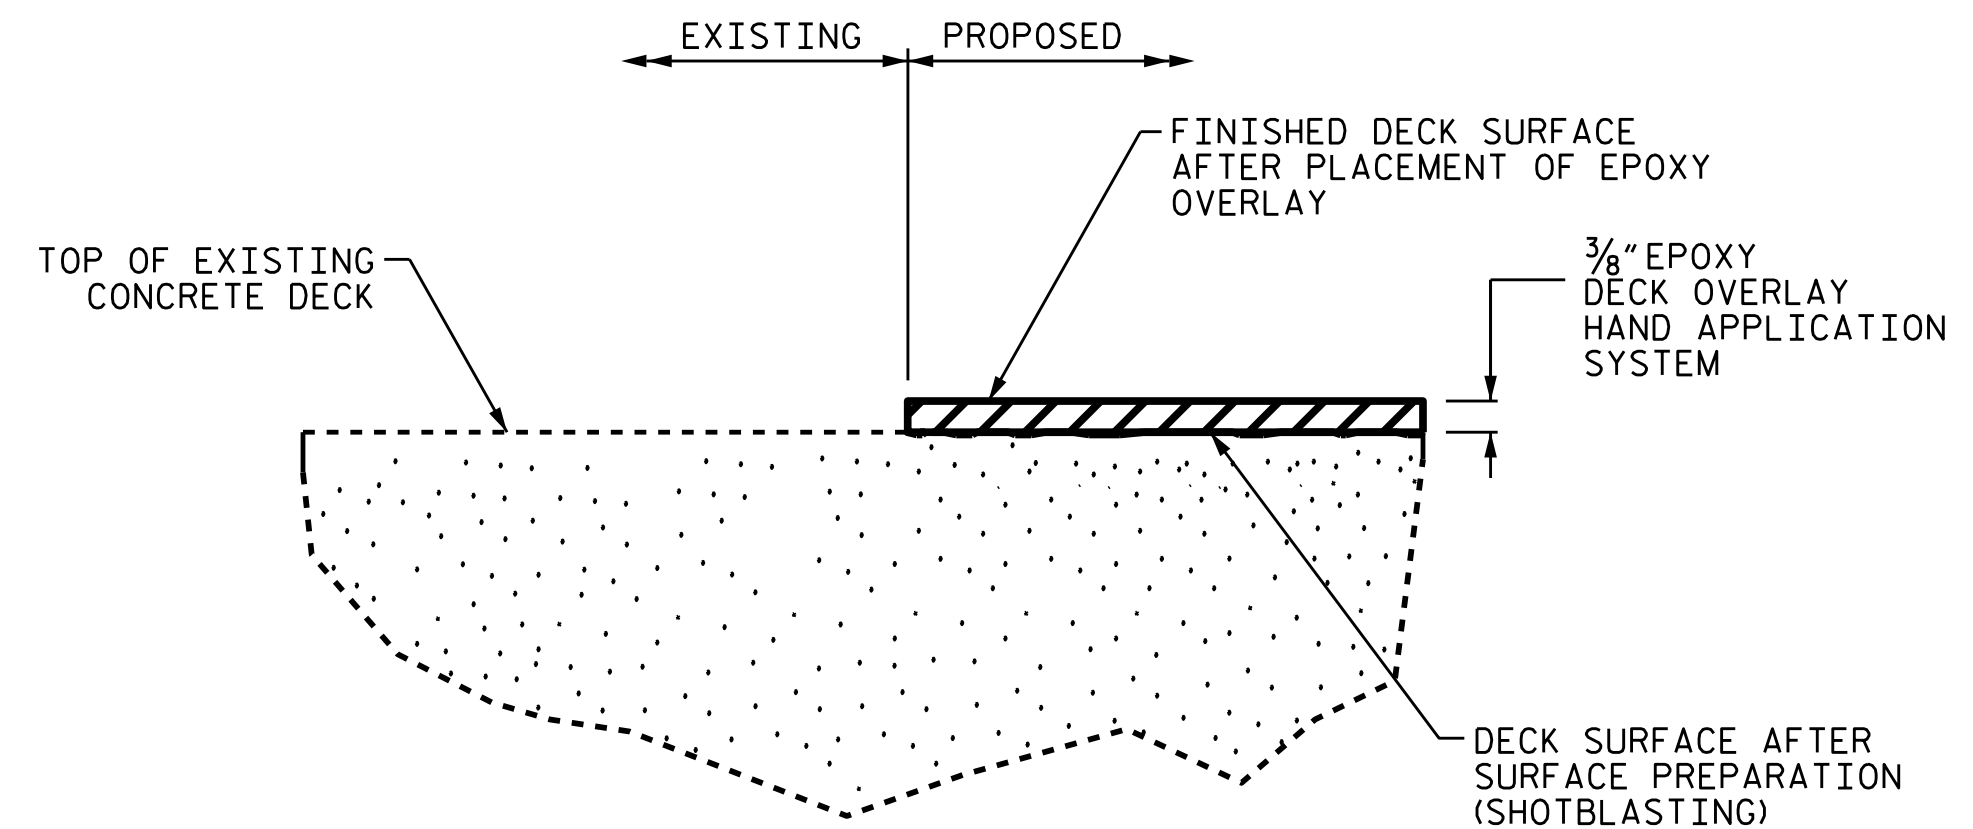 EXISTING
PROPOSED
FINISHED DECK SURFACE
AFTER PLACEMENT OF EPOXY
OVERLAY
TOP OF EXISTING
CONCRETE DECK
3/8" EPOXY
DECK OVERLAY
HAND APPLICATION
SYSTEM
DECK SURFACE AFTER
SURFACE PREPARATION
(SHOTBLASTING)